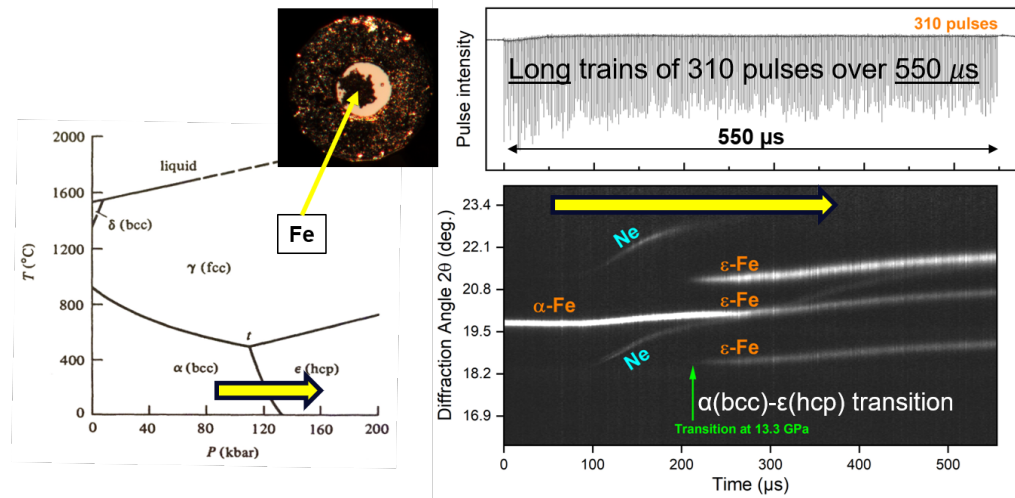 2000
1600
1200
800
400
0
T (°C)
liquid
δ (bcc)
γ (fcc)
t
α (bcc)
ϵ (hcp)
0
40
80
120
160
200
P (kbar)
Fe
310 pulses
Long trains of 310 pulses over 550 μs
550 μs
Pulse intensity
23.4
22.1
20.8
19.5
18.2
16.9
Diffraction Angle 2θ (deg.)
Ne
ε-Fe
α-Fe
ε-Fe
Ne
ε-Fe
α(bcc)-ε(hcp) transition
Transition at 13.3 GPa
0
100
200
300
400
500
Time (μs)